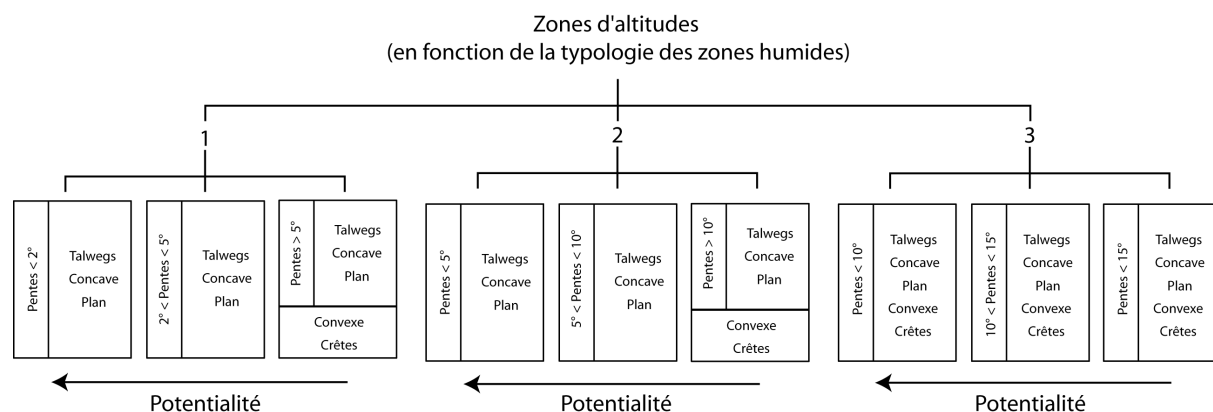 Zones d'altitudes
(en fonction de la typologie des zones humides)
1
2
3
Pentes < 2°
Talwegs
Concave
Plan
2° < Pentes < 5°
Talwegs
Concave
Plan
Pentes > 5°
Talwegs
Concave
Plan
Convexe
Crêtes
Pentes < 5°
Talwegs
Concave
Plan
5° < Pentes < 10°
Talwegs
Concave
Plan
Pentes > 10°
Talwegs
Concave
Plan
Convexe
Crêtes
Pentes < 10°
Talwegs
Concave
Plan
Convexe
Crêtes
10° < Pentes < 15°
Talwegs
Concave
Plan
Convexe
Crêtes
Pentes < 15°
Talwegs
Concave
Plan
Convexe
Crêtes
Potentialité
Potentialité
Potentialité